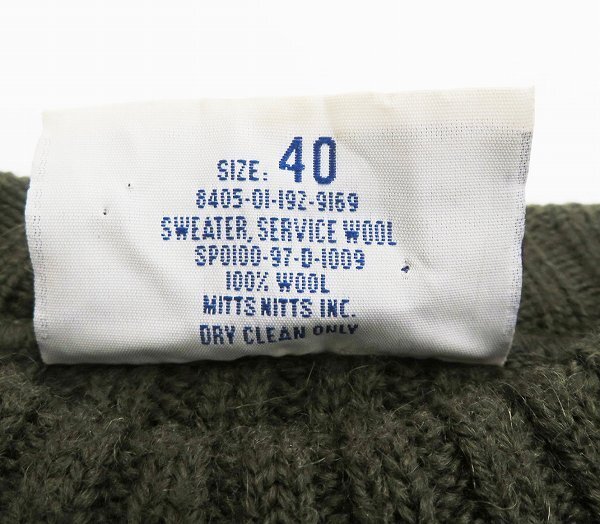 SIZE: 40
8405-01-192-9169
SWEATER, SERVICE WOOL
SP0100-97-D-1009
100% WOOL
MITTS NITTS INC.
DRY CLEAN ONLY